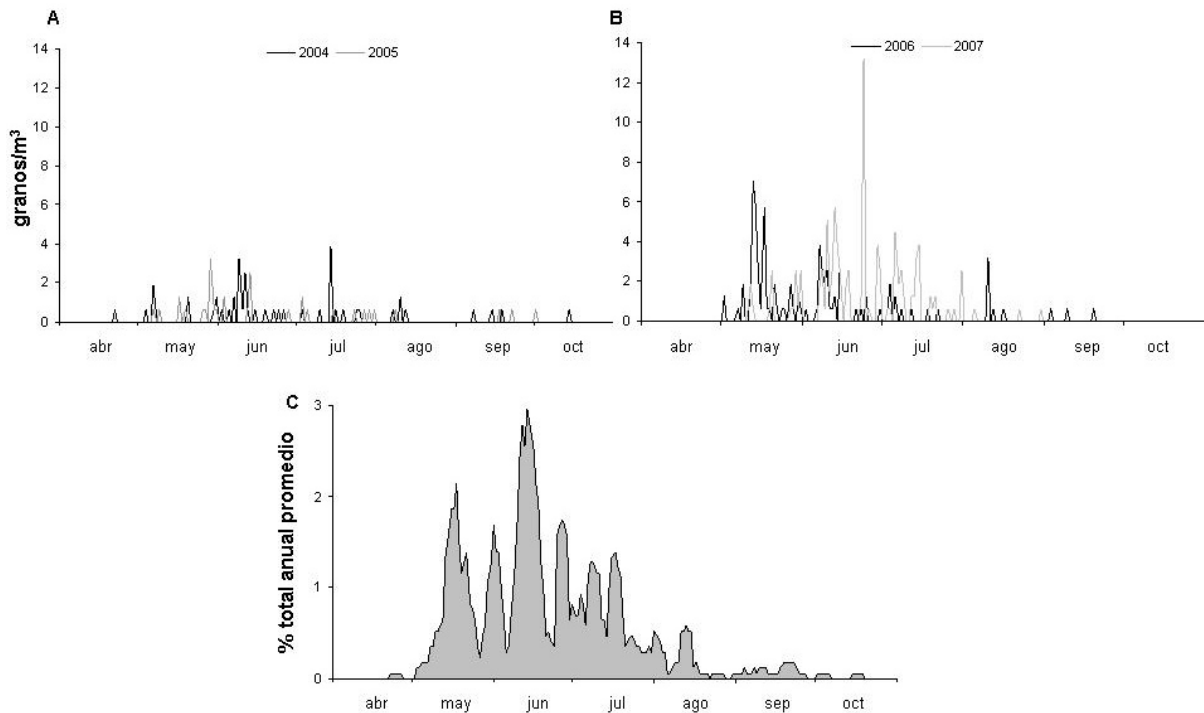 A
2004 2005
14
12
10
8
6
4
2
0
granos/m³
abr may jun jul ago sep oct
B
2006 2007
14
12
10
8
6
4
2
0
abr may jun jul ago sep oct
C
3
2
1
0
% total anual promedio
abr may jun jul ago sep oct